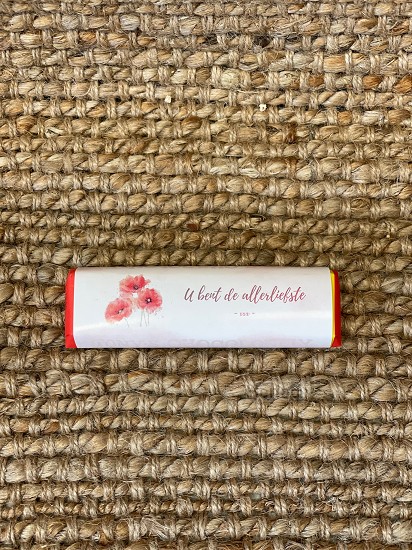 U bent de allerliefste